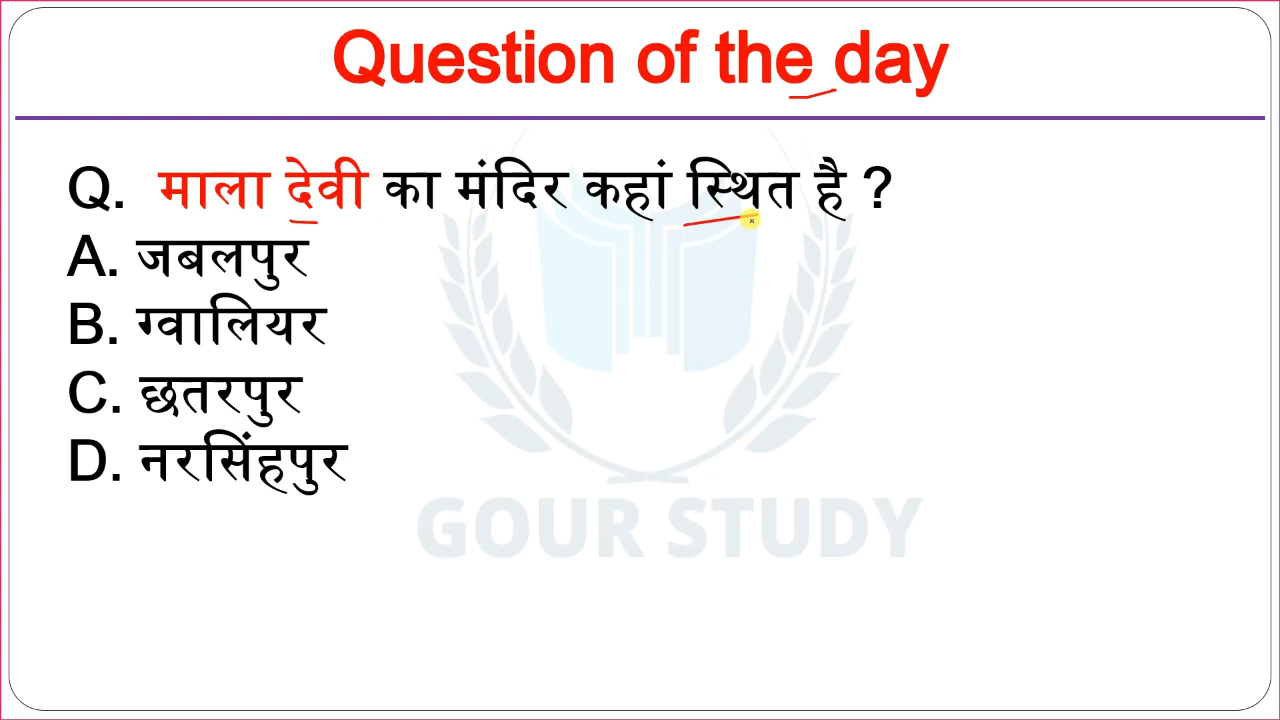 Question of the day
Q. माला देवी का मंदिर कहां स्थित है ?
A. जबलपुर
B. ग्वालियर
C. छतरपुर
D. नरसिंहपुर
GOUR STUDY